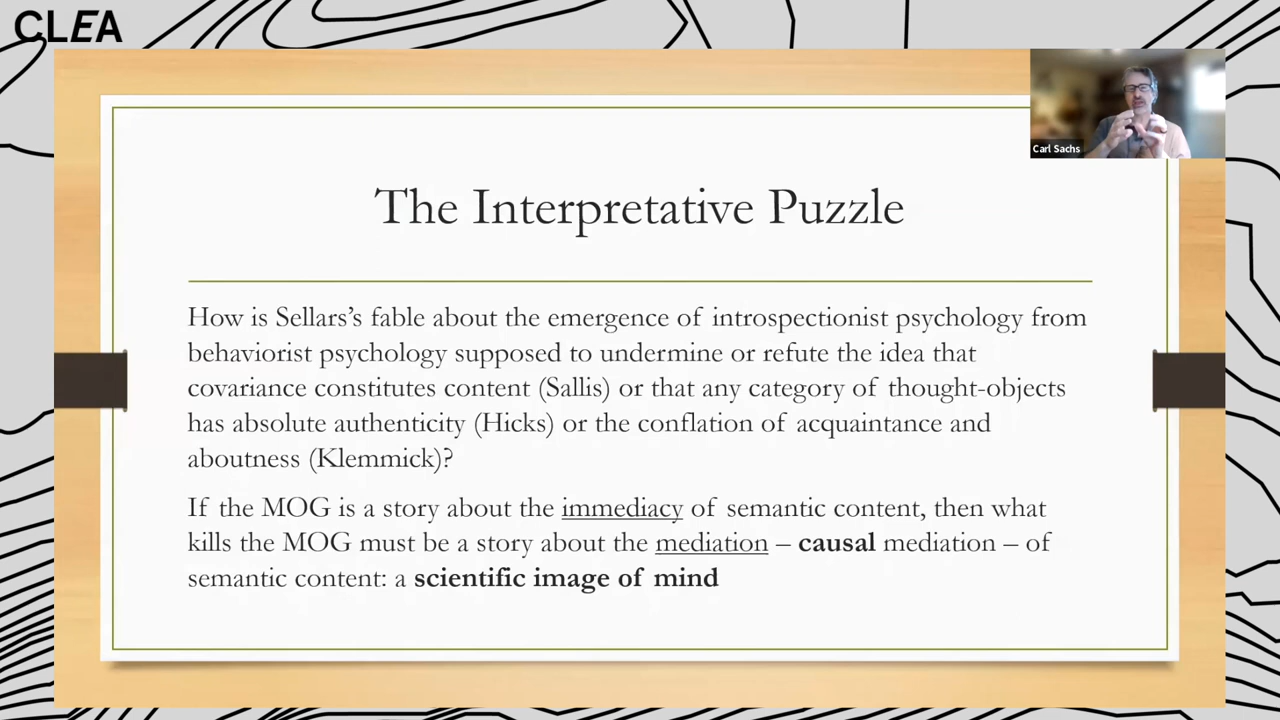 CLEA
Carl Sachs
The Interpretative Puzzle
How is Sellars’s fable about the emergence of introspectionist psychology from
behaviorist psychology supposed to undermine or refute the idea that
covariance constitutes content (Sallis) or that any category of thought-objects
has absolute authenticity (Hicks) or the conflation of acquaintance and
aboutness (Klemmick)?
If the MOG is a story about the immediacy of semantic content, then what
kills the MOG must be a story about the mediation – causal mediation – of
semantic content: a scientific image of mind